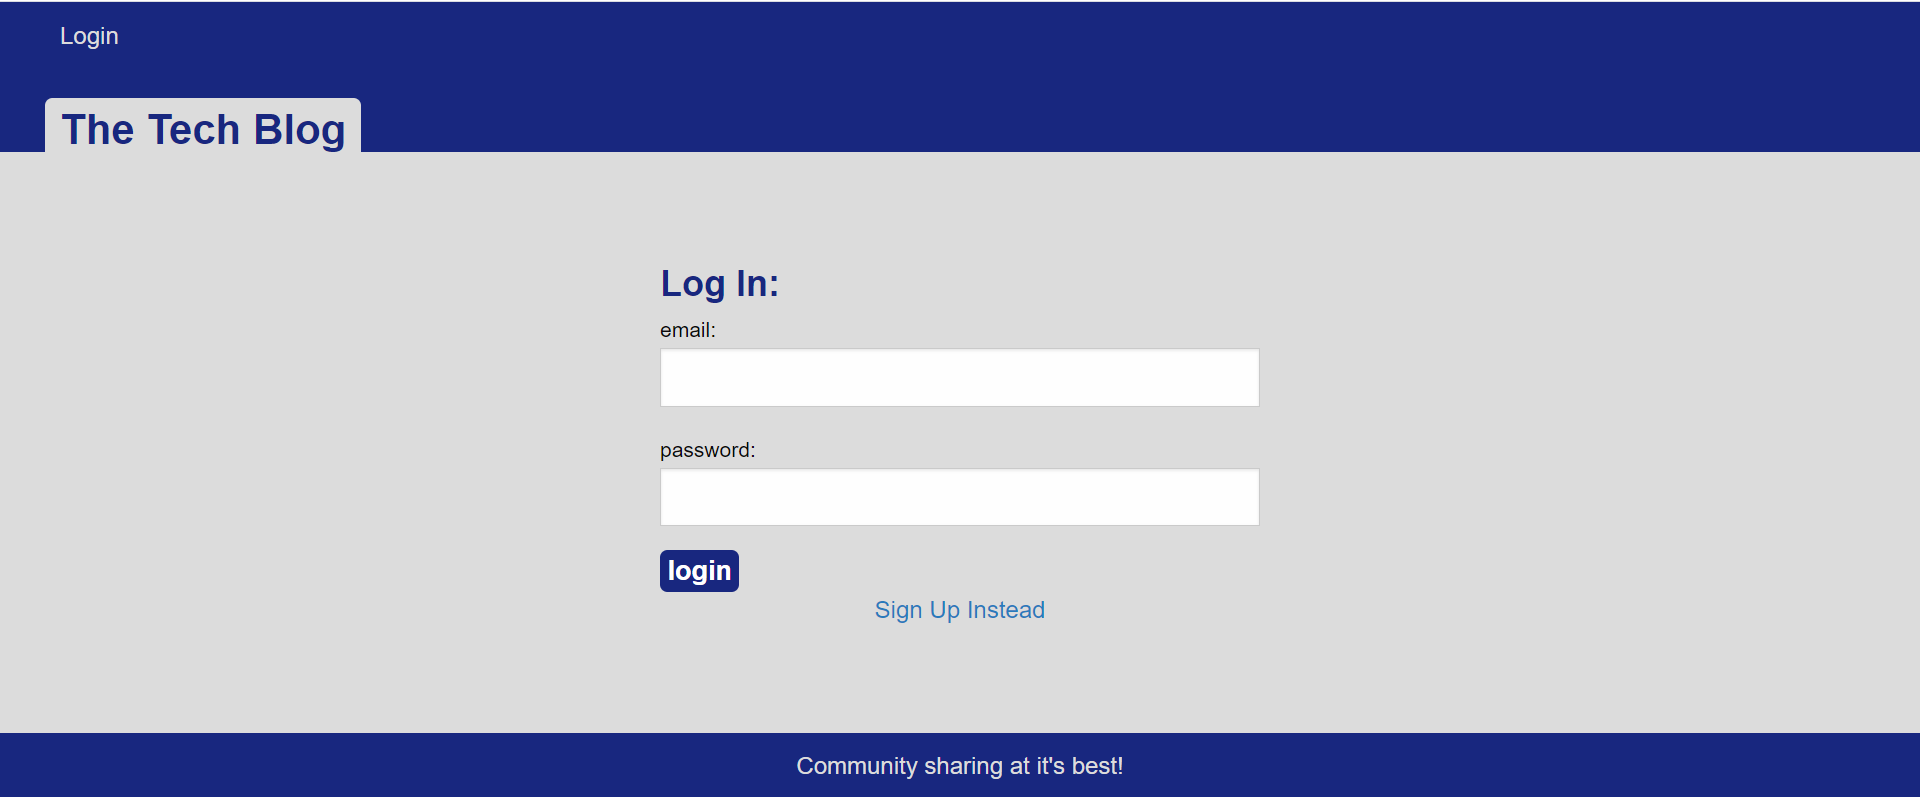 Login
The Tech Blog
Log In:
email:
password:
login
Sign Up Instead
Community sharing at it's best!